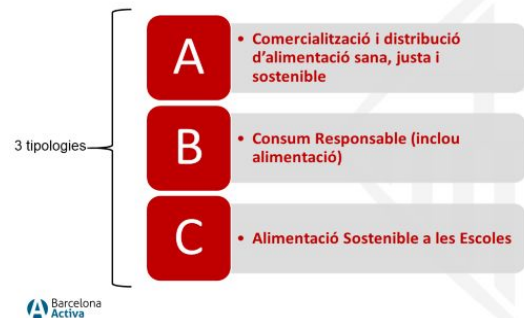 3 tipologies
A
• Comercialització i distribució
d'alimentació sana, justa i
sostenible
B
• Consum Responsable (inclou
alimentació)
C
• Alimentació Sostenible a les Escoles
Barcelona
Activa